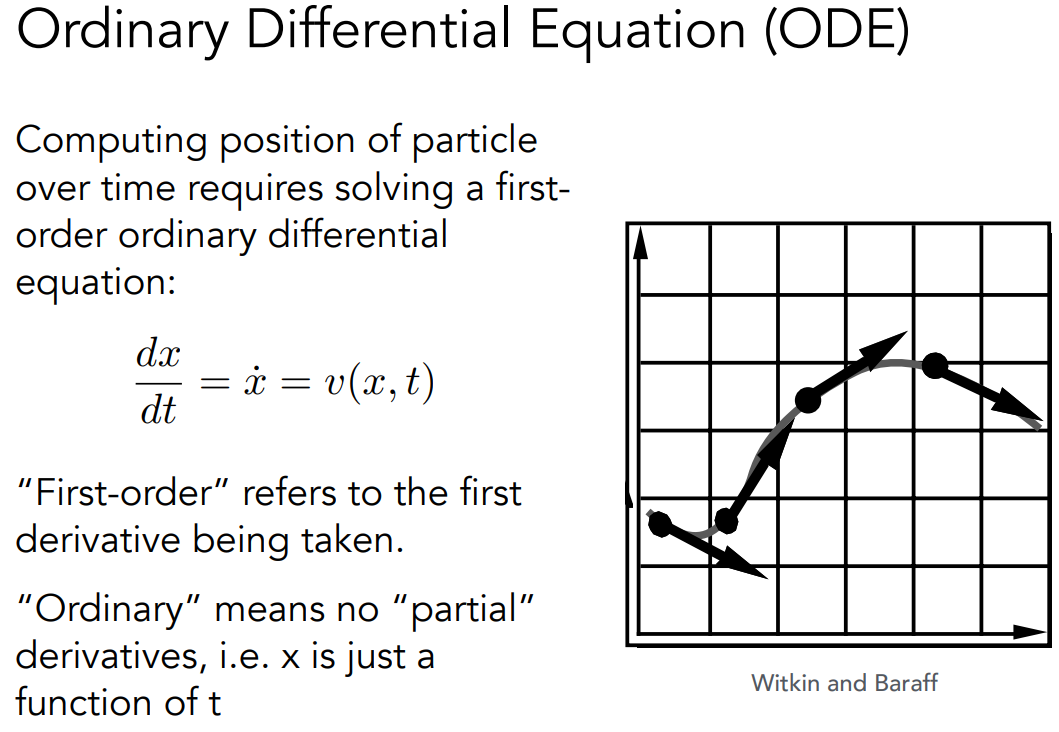 Ordinary Differential Equation (ODE)
Computing position of particle
over time requires solving a first-
order ordinary differential
equation:
dx/dt = ẋ = v(x, t)
“First-order” refers to the first
derivative being taken.
“Ordinary” means no “partial”
derivatives, i.e. x is just a
function of t
Witkin and Baraff